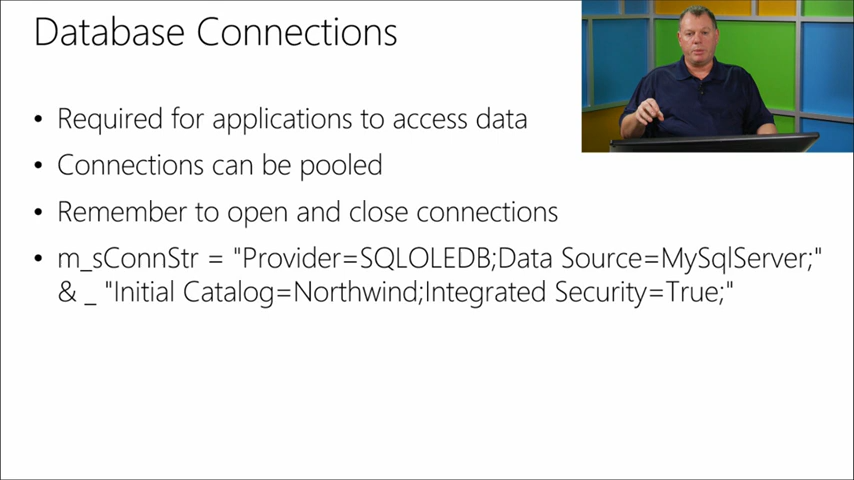 Database Connections
• Required for applications to access data
• Connections can be pooled
• Remember to open and close connections
• m_sConnStr = "Provider=SQLOLEDB;Data Source=MySqlServer;"
& _ "Initial Catalog=Northwind;Integrated Security=True;"